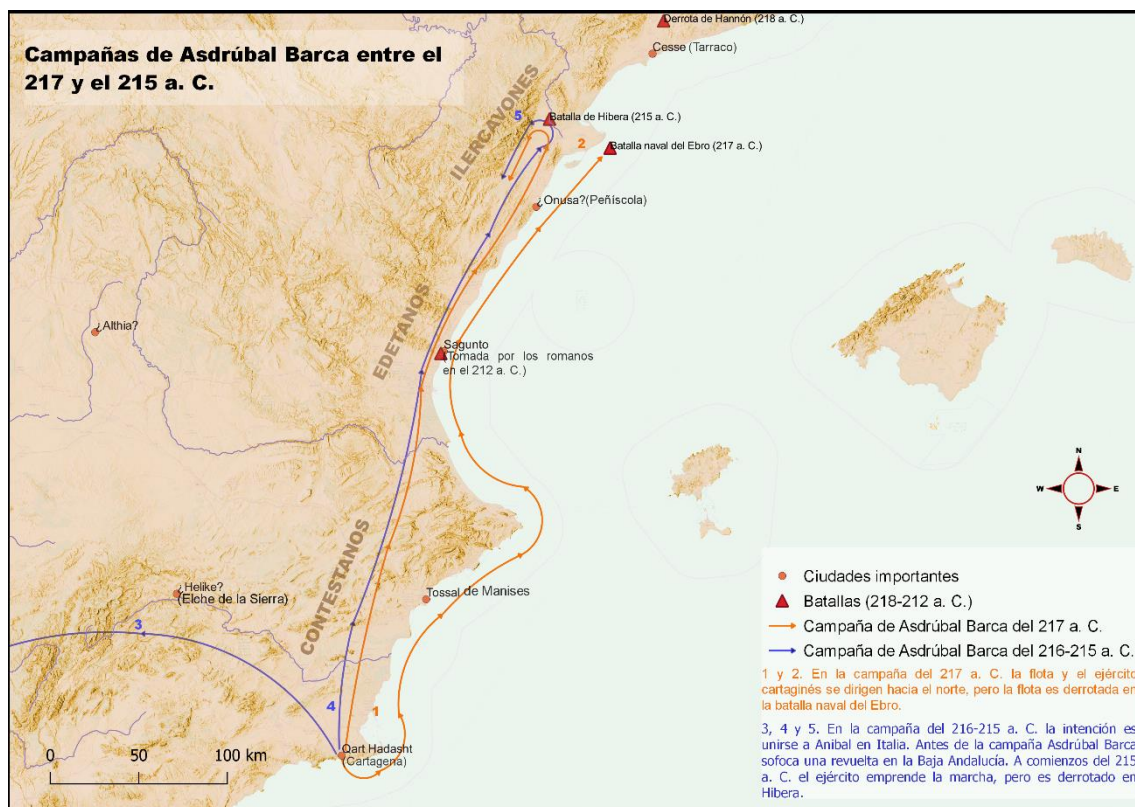 Campañas de Asdrúbal Barca entre el
217 y el 215 a. C.
Derrota de Hannón (218 a. C.)
Cesse (Tarraco)
ILERCAVONES
5
Batalla de Hibera (215 a. C.)
2
Batalla naval del Ebro (217 a. C.)
¿Onusa?(Peñíscola)
¿Althia?
EDETANOS
Sagunto
(Tomada por los romanos
en el 212 a. C.)
CONTESTANOS
¿Helike?
(Elche de la Sierra)
Tossal de Manises
3
4
1
Qart Hadasht
(Cartagena)
0 50 100 km
N
W E
S
Ciudades importantes
Batallas (218-212 a. C.)
Campaña de Asdrúbal Barca del 217 a. C.
Campaña de Asdrúbal Barca del 216-215 a. C.
1 y 2. En la campaña del 217 a. C. la flota y el ejército
cartaginés se dirigen hacia el norte, pero la flota es derrotada en
la batalla naval del Ebro.
3, 4 y 5. En la campaña del 216-215 a. C. la intención es
unirse a Anibal en Italia. Antes de la campaña Asdrúbal Barca
sofoca una revuelta en la Baja Andalucía. A comienzos del 215
a. C. el ejército emprende la marcha, pero es derrotado en
Hibera.